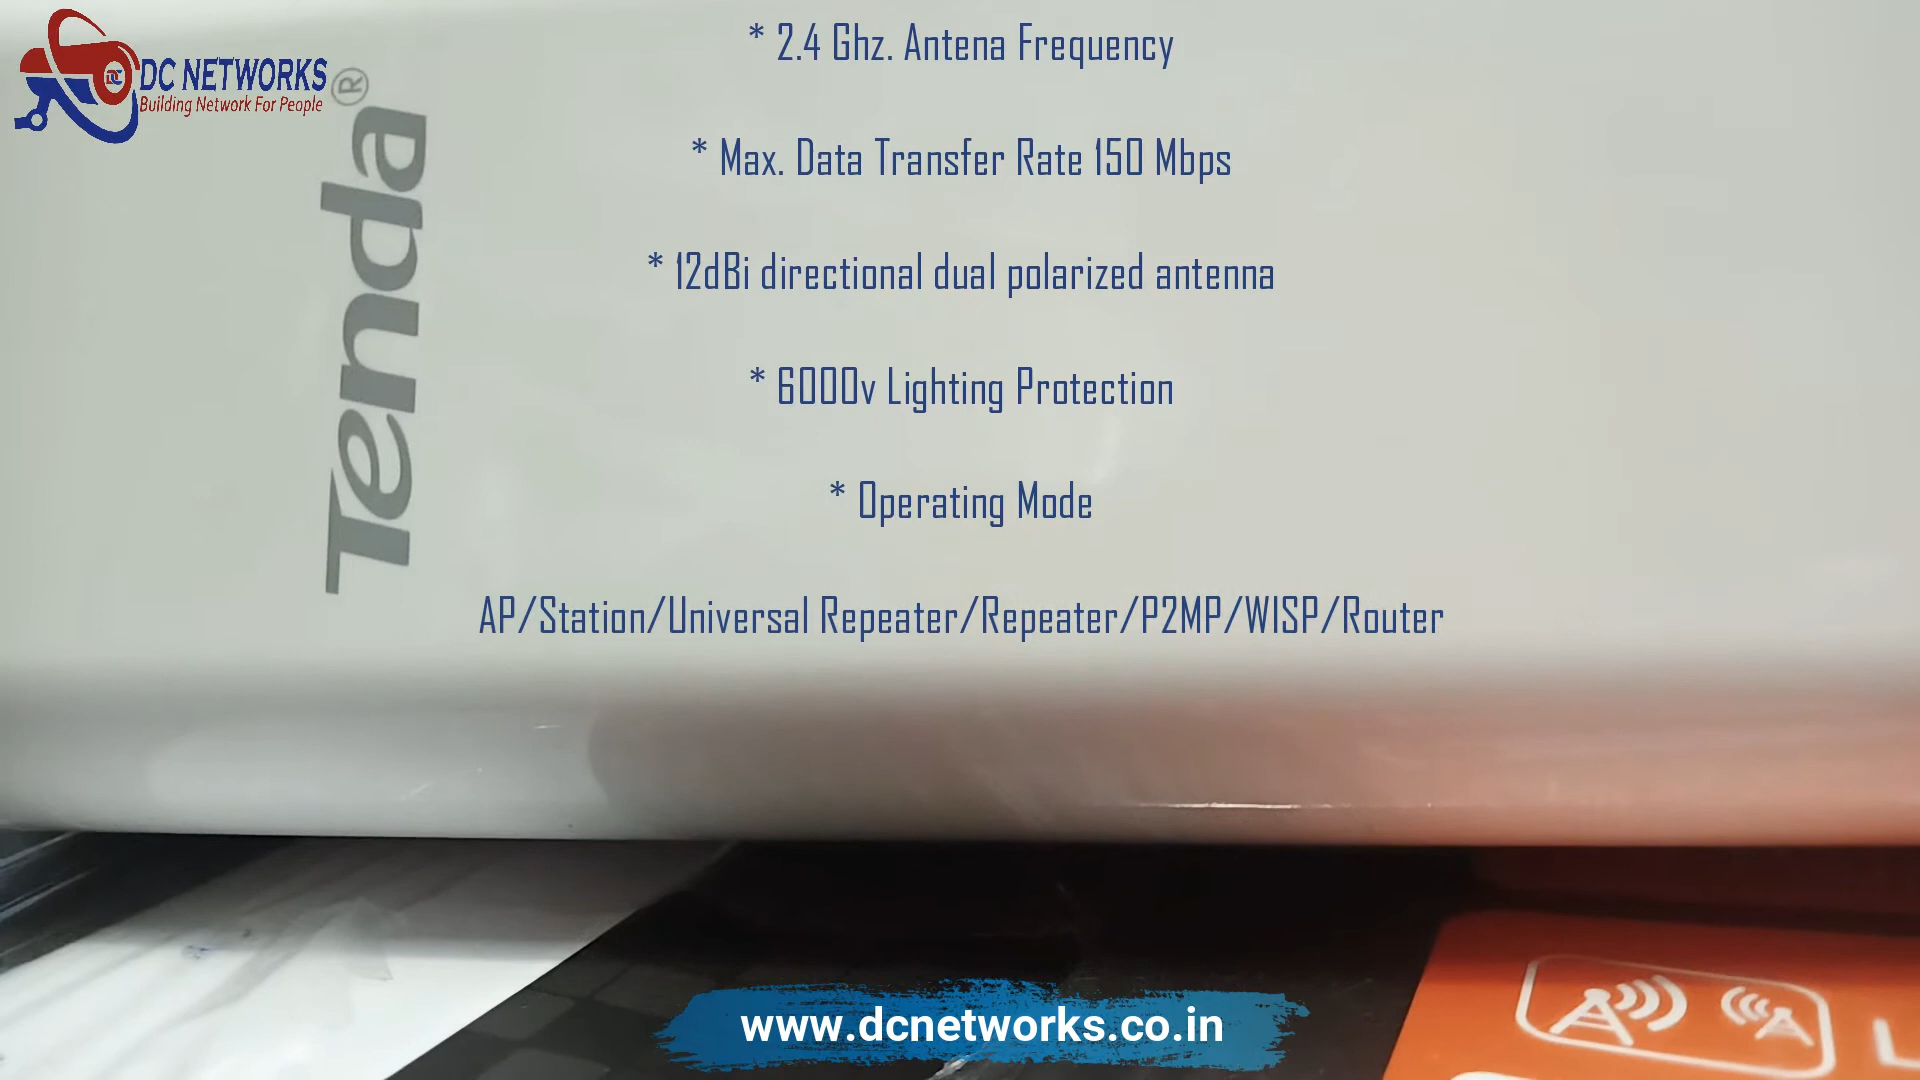 DC NETWORKS
Building Network For People
DC
Tenda®
* 2.4 Ghz. Antena Frequency
* Max. Data Transfer Rate 150 Mbps
* 12dBi directional dual polarized antenna
* 6000v Lighting Protection
* Operating Mode
AP/Station/Universal Repeater/Repeater/P2MP/WISP/Router
www.dcnetworks.co.in